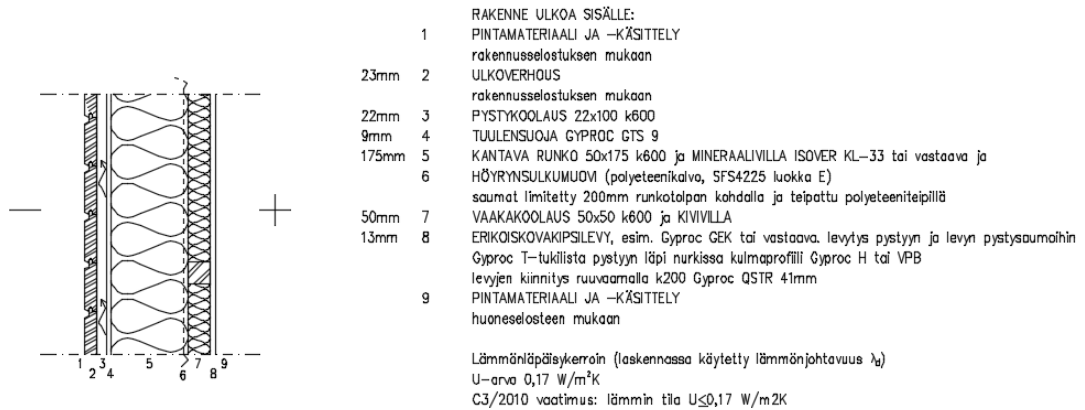 RAKENNE ULKOA SISÄLLE:
1 PINTAMATERIAALI JA –KÄSITTELY
rakennusselostuksen mukaan
23mm 2 ULKOVERHOUS
rakennusselostuksen mukaan
22mm 3 PYSTYKOOLAUS 22x100 k600
9mm 4 TUULENSUOJA GYPROC GTS 9
175mm 5 KANTAVA RUNKO 50x175 k600 ja MINERAALIVILLA ISOVER KL–33 tai vastaava ja
6 HÖYRYNSULKUMUOVI (polyeteenikalvo, SFS4225 luokka E)
saumat limitetty 200mm runkotolpan kohdalla ja teipattu polyeteeniteipillä
50mm 7 VAAKAKOOLAUS 50x50 k600 ja KIVIVILLA
13mm 8 ERIKOISKOVAKIPSILEVY, esim. Gyproc GEK tai vastaava. levytys pystyyn ja levyn pystysaumoihin
Gyproc T–tukilista pystyyn läpi nurkissa kulmaprofiili Gyproc H tai VPB
levyjen kiinnitys ruuvaamalla k200 Gyproc QSTR 41mm
9 PINTAMATERIAALI JA –KÄSITTELY
huoneselosteen mukaan
Lämmönläpäisykerroin (laskennassa käytetty lämmönjohtavuus λd)
U–arvo 0,17 W/m²K
C3/2010 vaatimus: lämmin tila U≤0,17 W/m2K
1 2 3 4 5 6 7 8 9